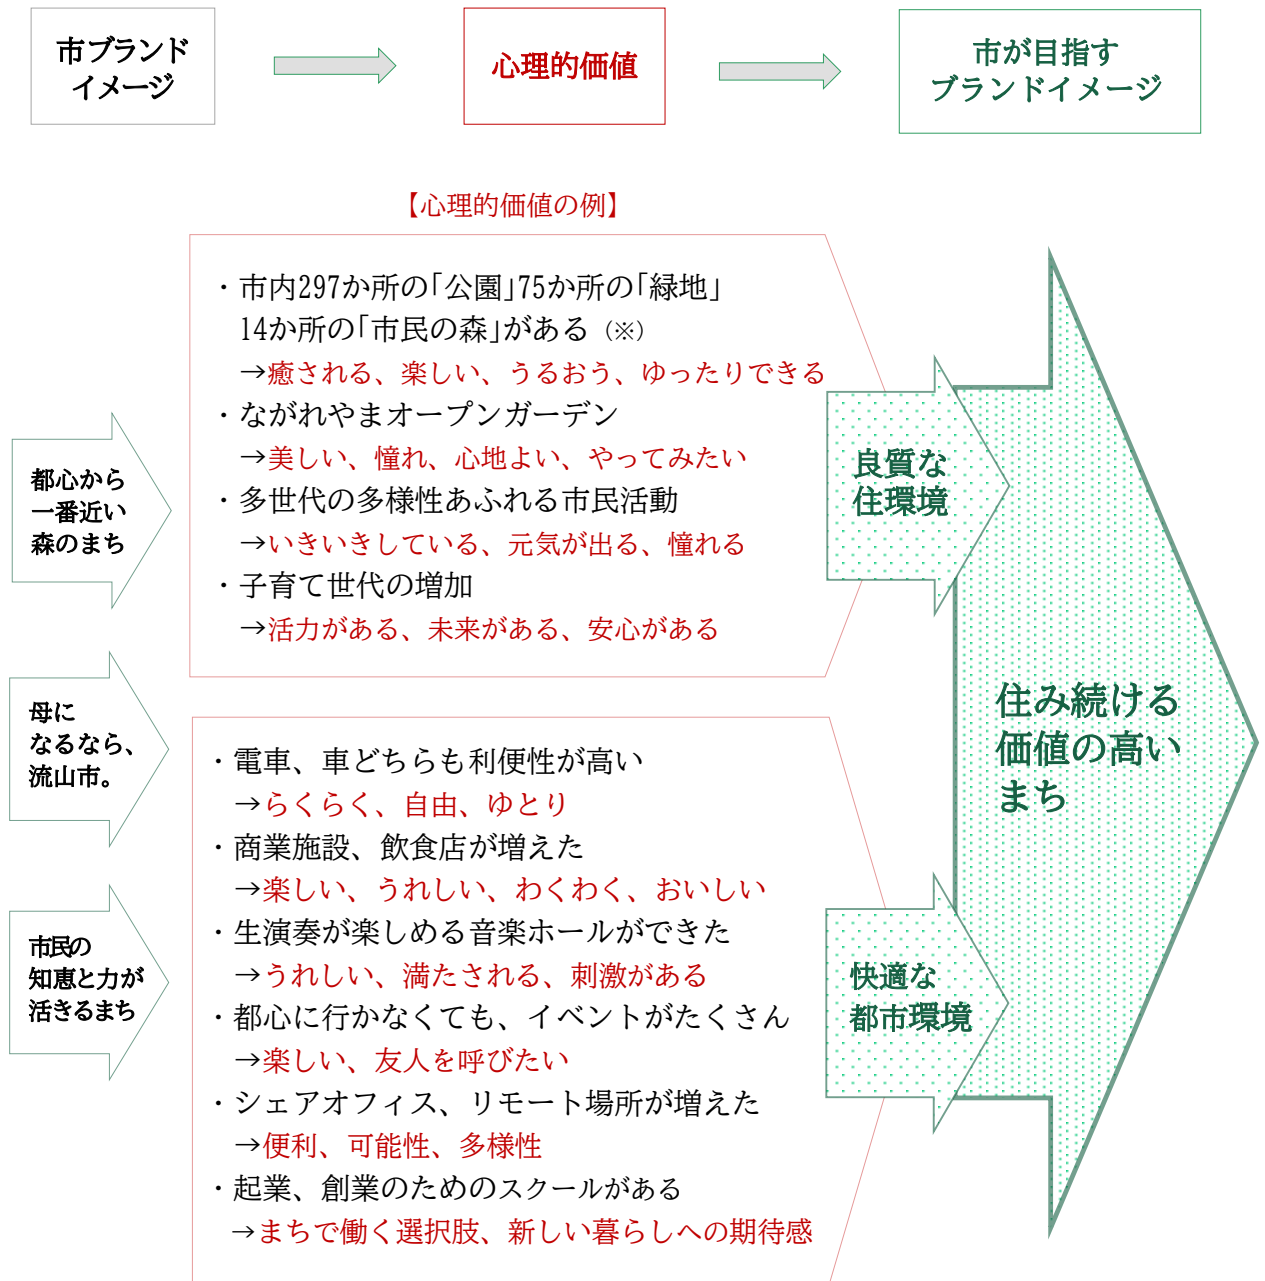 市ブランド
イメージ
心理的価値
市が目指す
ブランドイメージ
【心理的価値の例】
都心から
一番近い
森のまち
母に
なるなら、
流山市。
市民の
知恵と力が
活きるまち
・市内297か所の「公園」75か所の「緑地」
14か所の「市民の森」がある（※）
→癒される、楽しい、うるおう、ゆったりできる
・ながれやまオープンガーデン
→美しい、憧れ、心地よい、やってみたい
・多世代の多様性あふれる市民活動
→いきいきしている、元気が出る、憧れる
・子育て世代の増加
→活力がある、未来がある、安心がある
・電車、車どちらも利便性が高い
→らくらく、自由、ゆとり
・商業施設、飲食店が増えた
→楽しい、うれしい、わくわく、おいしい
・生演奏が楽しめる音楽ホールができた
→うれしい、満たされる、刺激がある
・都心に行かなくても、イベントがたくさん
→楽しい、友人を呼びたい
・シェアオフィス、リモート場所が増えた
→便利、可能性、多様性
・起業、創業のためのスクールがある
→まちで働く選択肢、新しい暮らしへの期待感
良質な
住環境
快適な
都市環境
住み続ける
価値の高い
まち